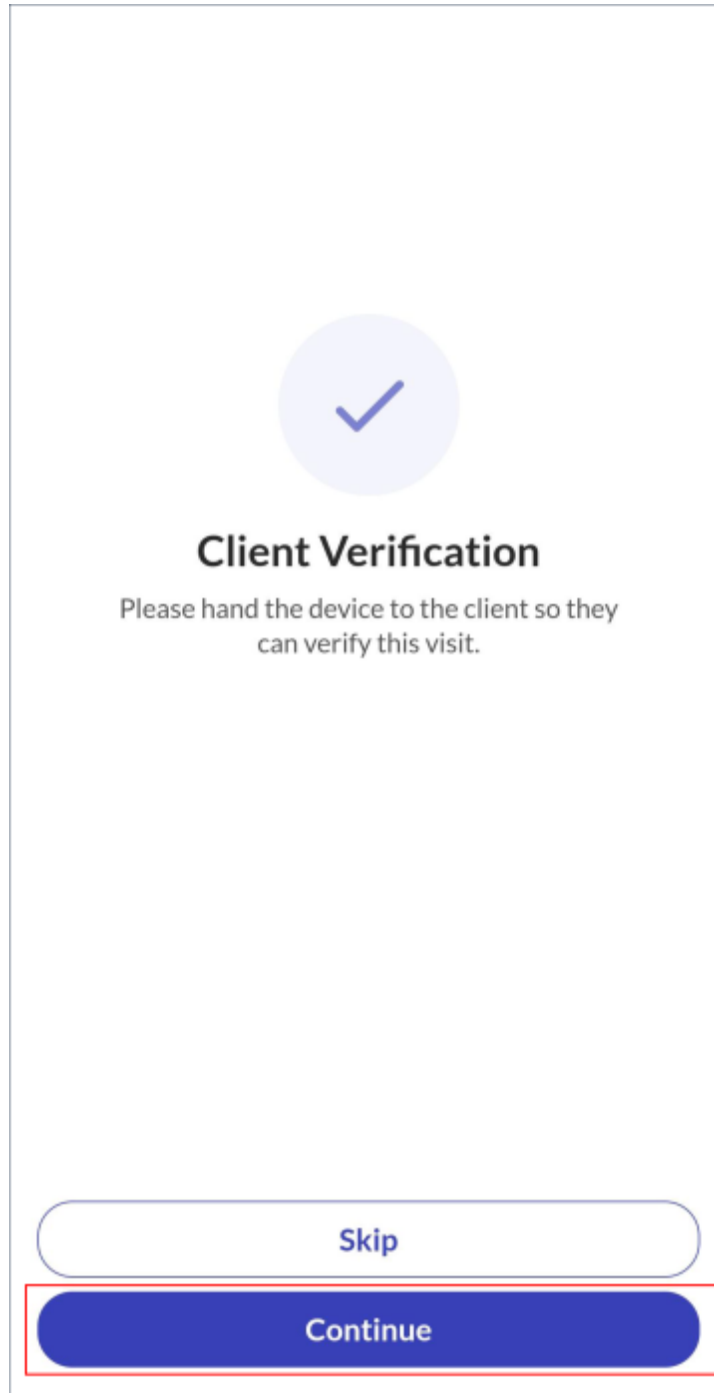 Client Verification
Please hand the device to the client so they
can verify this visit.
Skip
Continue